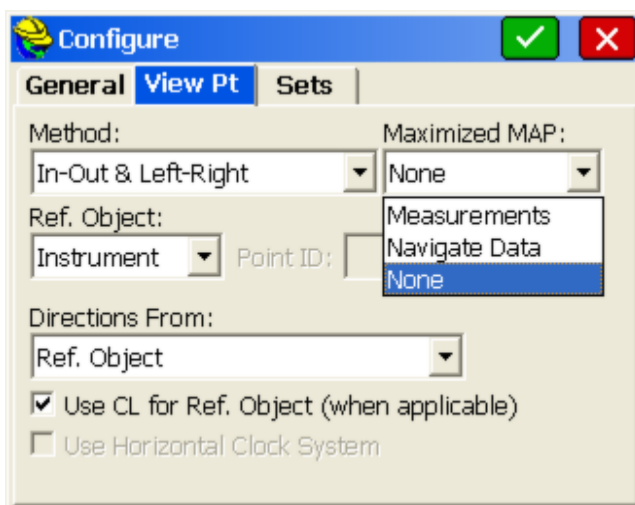 Configure
General View Pt Sets
Method: Maximized MAP:
In-Out & Left-Right None
Ref. Object: Measurements
Instrument Point ID: Navigate Data
None
Directions From:
Ref. Object
Use CL for Ref. Object (when applicable)
Use Horizontal Clock System